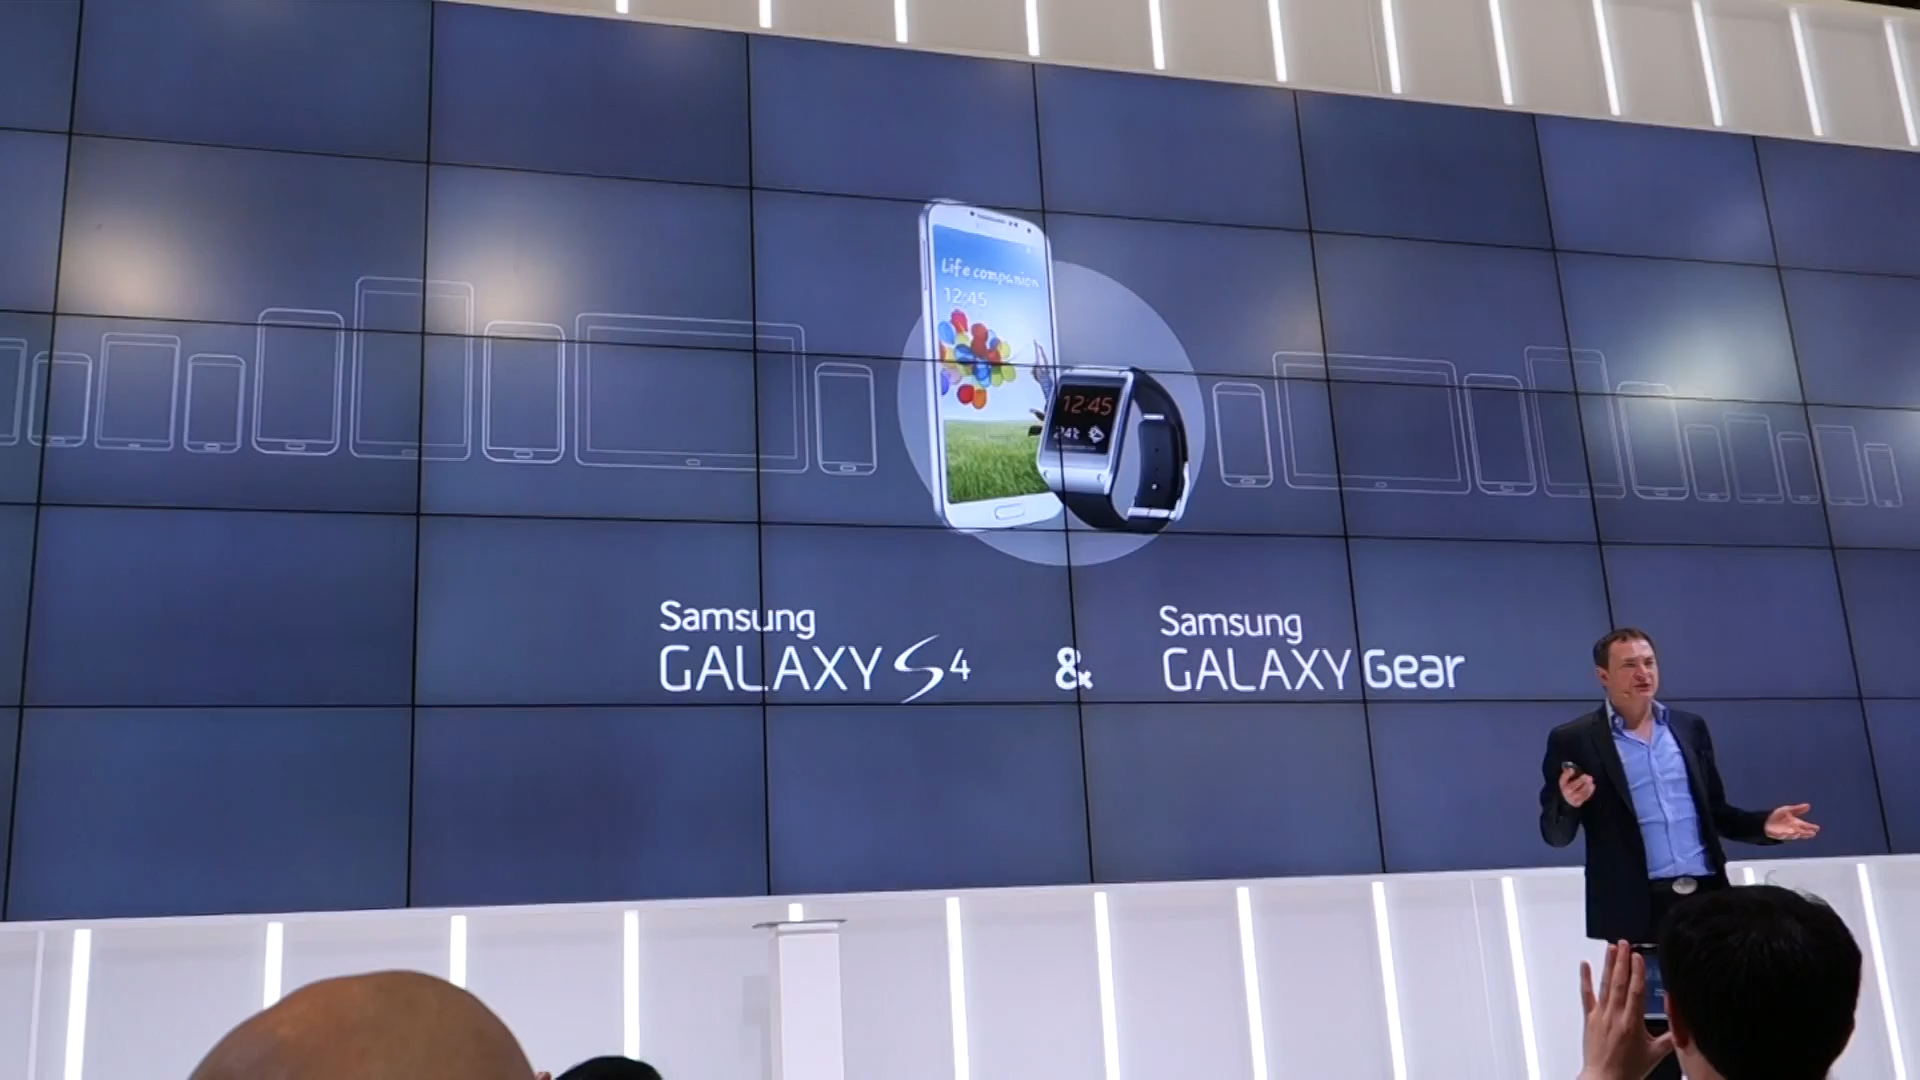 Life companion
12:45
12:45
Samsung
GALAXY S4
&
Samsung
GALAXY Gear